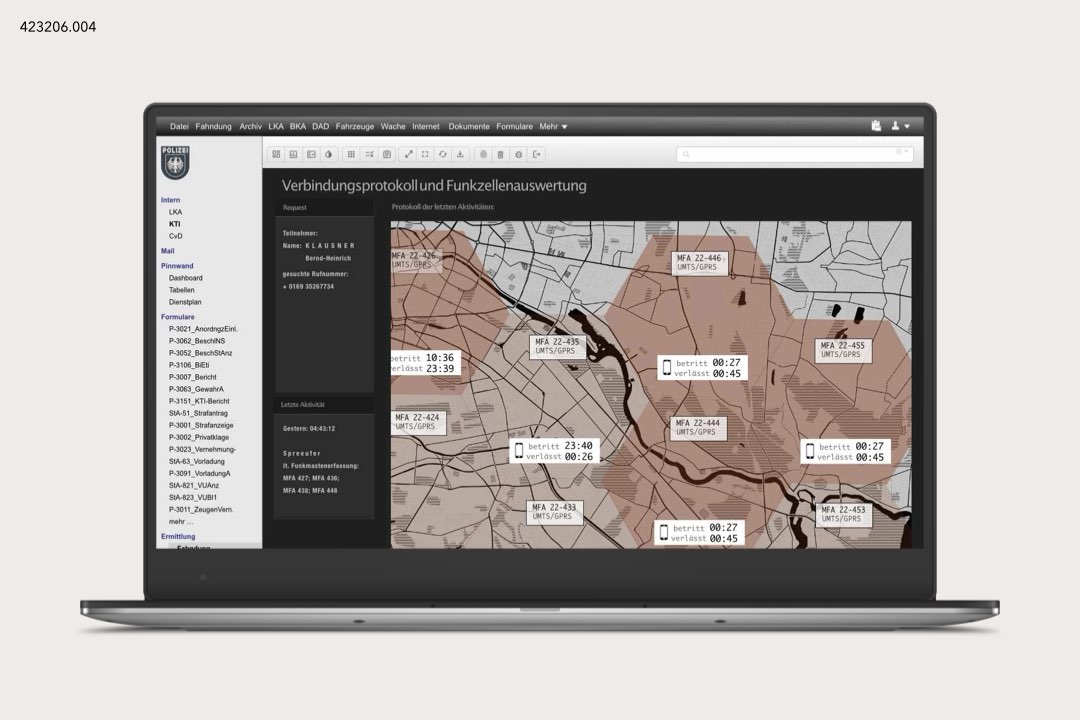 423206.004
Datei Fahndung Archiv LKA BKA DAD Fahrzeuge Wache Internet Dokumente Formulare Mehr
POLIZEI
Intern
LKA
KTI
CvD
Mail
Pinnwand
Dashboard
Tabellen
Dienstplan
Formulare
P-3021_AnordngzEinl.
P-3062_BeschlNS
P-3052_BeschStAnz
P-3106_BiEti
P-3007_Bericht
P-3063_GewahrA
P-3151_KTI-Bericht
StA-51_Strafantrag
P-3001_Strafanzeige
P-3002_Privatklage
P-3023_Vernehmung-
StA-63_Vorladung
P-3091_VorladungA
StA-821_VUAnz
StA-823_VUBl1
P-3011_ZeugenVern.
mehr ...
Ermittlung
Fahndung
Verbindungsprotokoll und Funkzellenauswertung
Request
Teilnehmer:
Name: KLAUSNER
Bernd-Heinrich
gesuchte Rufnummer:
+ 0169 35267734
Letzte Aktivität
Gestern: 04:43:12
Spreeufer
lt. Funkmastenerfassung:
MFA 427; MFA 436;
MFA 438; MFA 448
Protokoll der letzten Aktivitäten:
MFA 22-426
UMTS/GPRS
MFA 22-446
UMTS/GPRS
MFA 22-435
UMTS/GPRS
MFA 22-455
UMTS/GPRS
betritt 10:36
verlässt 23:39
betritt 00:27
verlässt 00:45
MFA 22-424
UMTS/GPRS
MFA 22-444
UMTS/GPRS
betritt 23:40
verlässt 00:26
betritt 00:27
verlässt 00:45
MFA 22-433
UMTS/GPRS
MFA 22-453
UMTS/GPRS
betritt 00:27
verlässt 00:45